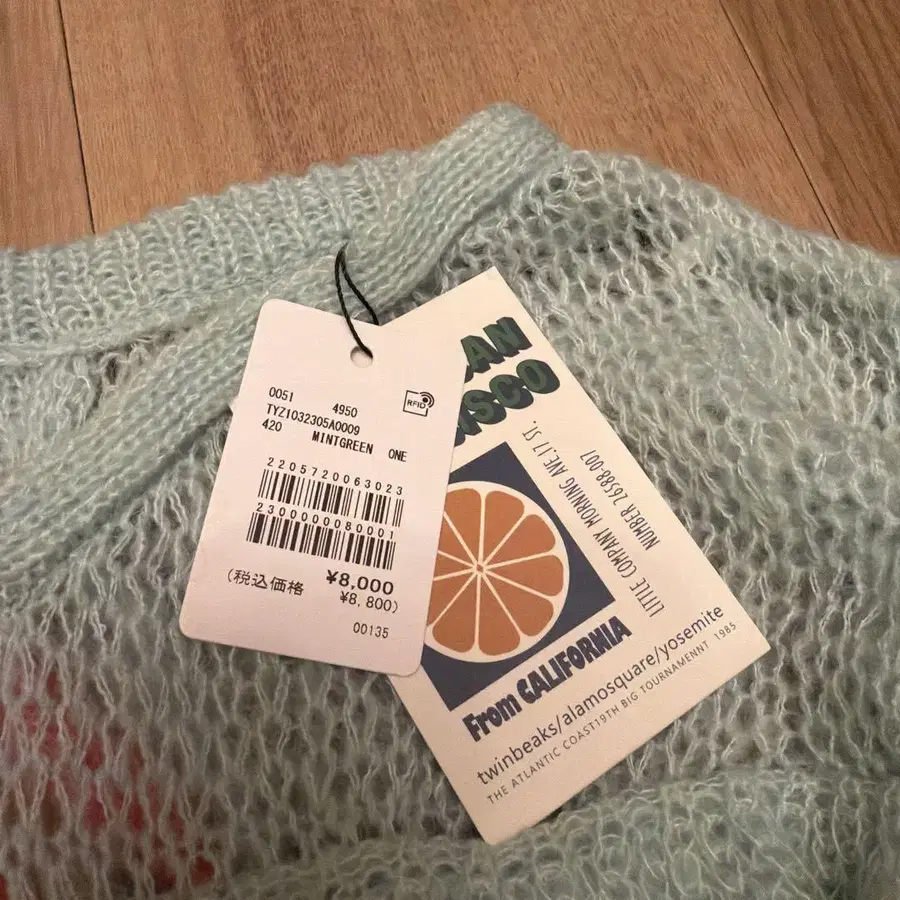 0051 4950
TYZ1032305A0009
420 MINTGREEN ONE
RFID
2205720063023
2300000080001
¥8,000
(税込価格 ¥8,800)
00135
LITTLE COMPANY MORNING AVE.17 ST.
NUMBER 26588-007
From CALIFORNIA
twinbeaks/alamosquare/yosemite
THE ATLANTIC COAST19TH BIG TOURNAMENNT 1985